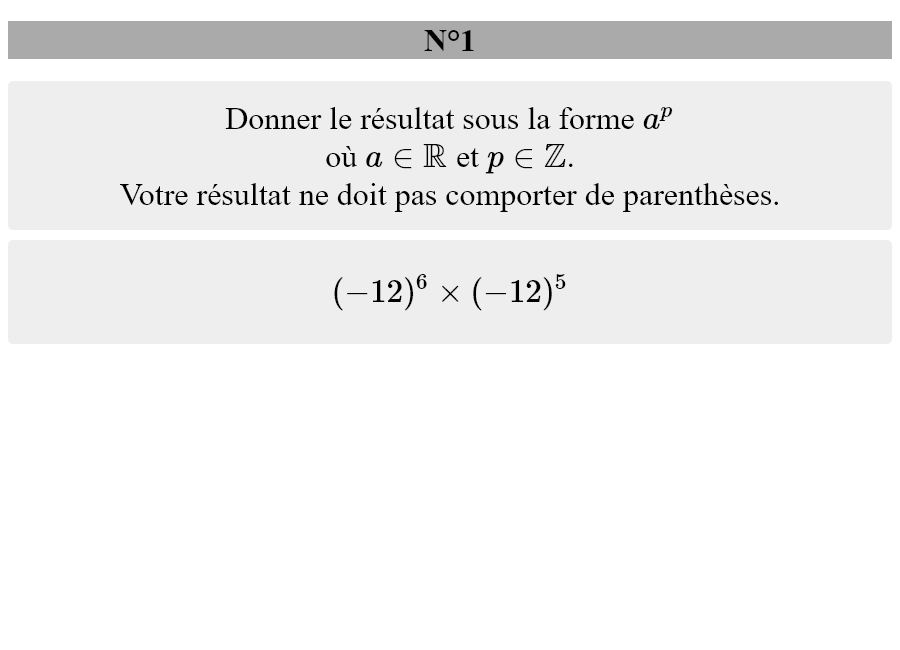 N°1
Donner le résultat sous la forme $a^p$
où $a \in \mathbb{R}$ et $p \in \mathbb{Z}$.
Votre résultat ne doit pas comporter de parenthèses.
$(-12)^6 \times (-12)^5$